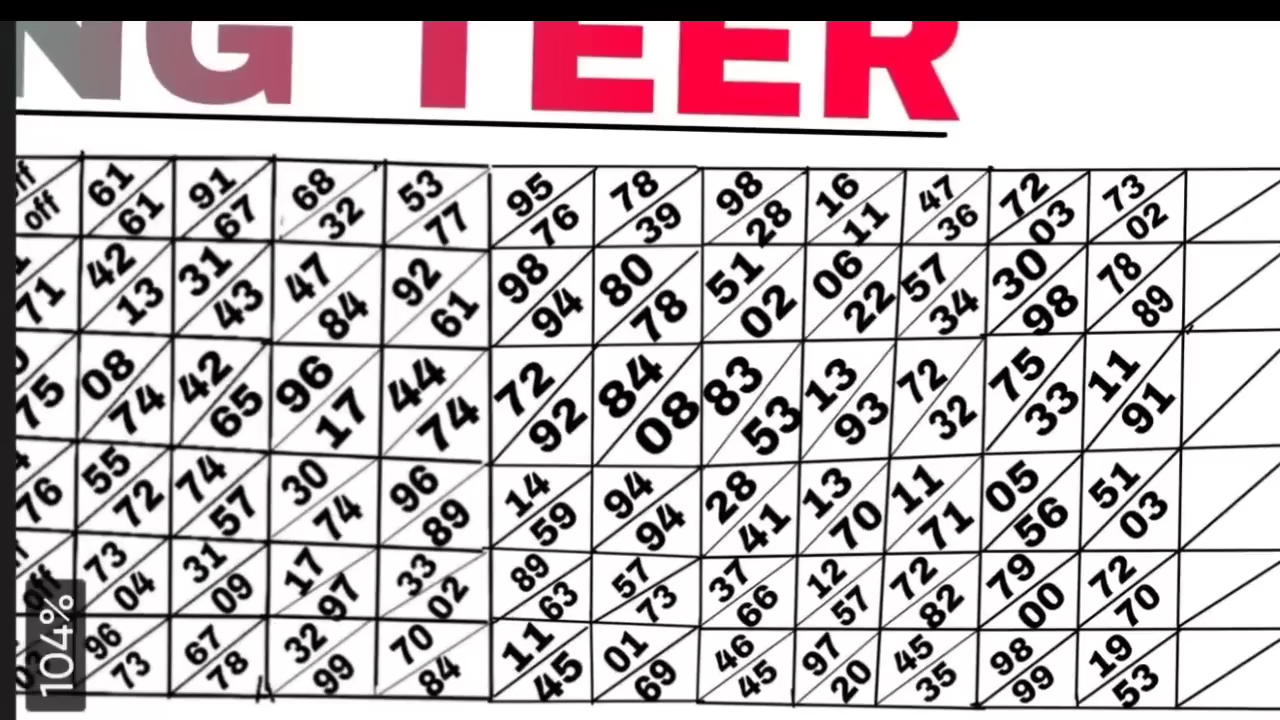 NG TEER
off 61 61 91 67 68 32 53 77 95 76 78 39 98 28 16 11 47 36 72 03 73 02
71 42 13 31 43 47 84 92 61 98 94 80 78 51 02 06 22 57 34 30 98 78 89
75 08 74 42 65 96 17 44 74 72 92 84 08 83 53 13 93 72 32 75 33 11 91
76 55 72 74 57 30 74 96 89 14 59 94 94 28 41 13 70 11 71 05 56 51 03
off 73 04 31 09 17 97 33 02 89 63 57 73 37 66 12 57 72 82 79 00 72 70
03 96 73 67 78 32 99 70 84 11 45 01 69 46 45 97 20 45 35 98 99 19 53
104%